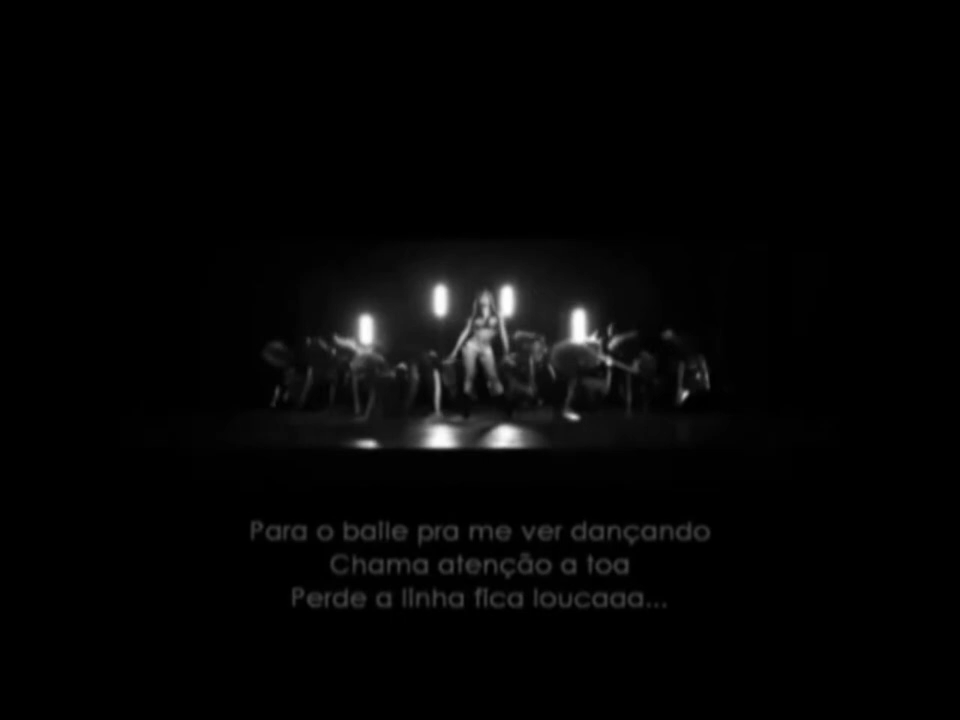 Para o baile pra me ver dançando
Chama atenção a toa
Perde a linha fica loucaaa...